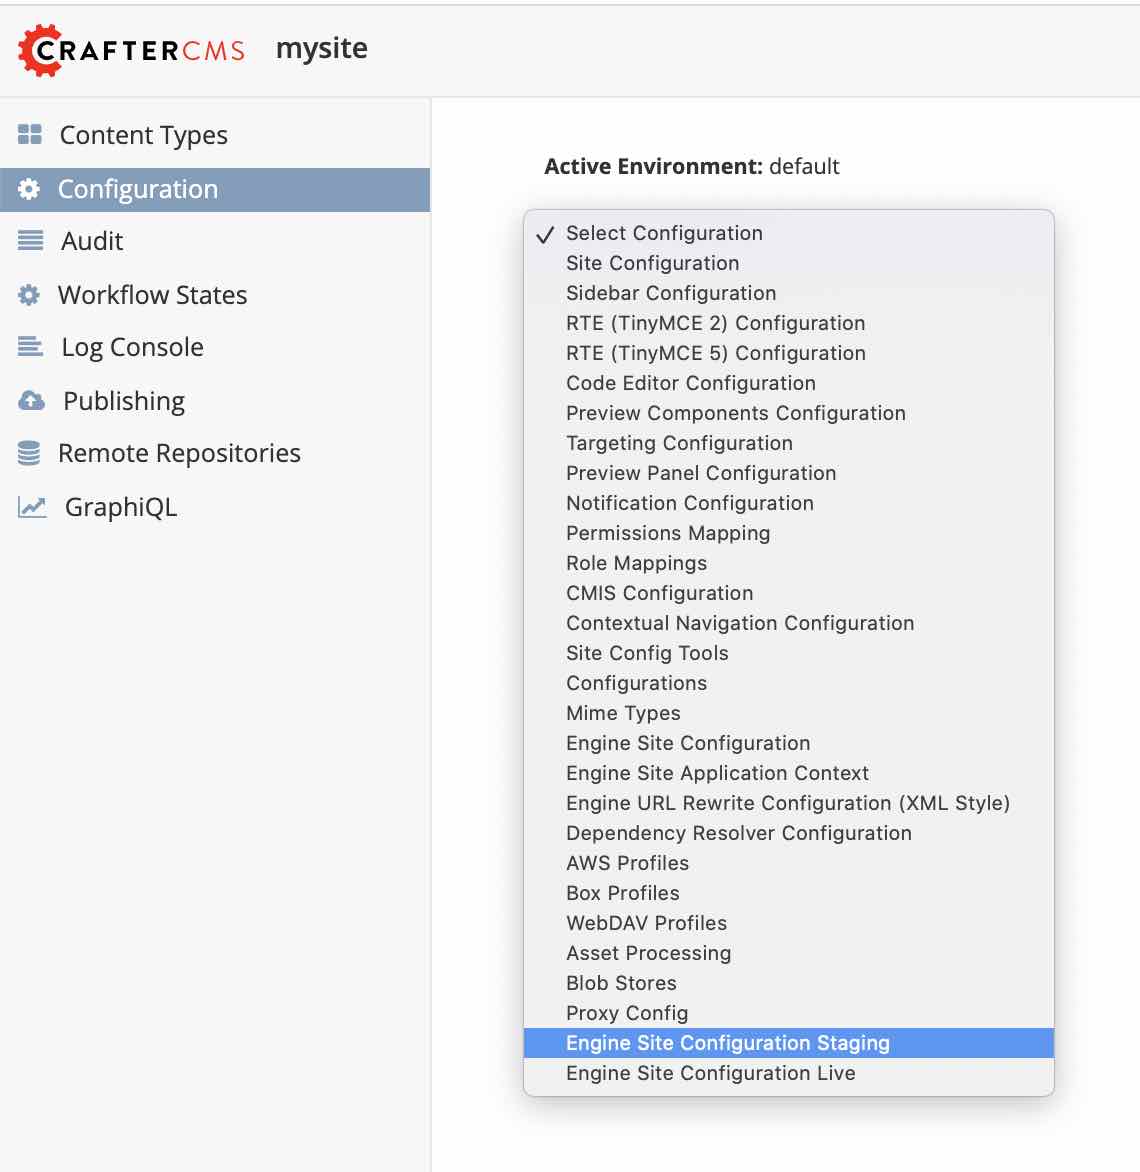 CRAFTERCMS mysite
Content Types
Configuration
Audit
Workflow States
Log Console
Publishing
Remote Repositories
GraphiQL
Active Environment: default
Select Configuration
Site Configuration
Sidebar Configuration
RTE (TinyMCE 2) Configuration
RTE (TinyMCE 5) Configuration
Code Editor Configuration
Preview Components Configuration
Targeting Configuration
Preview Panel Configuration
Notification Configuration
Permissions Mapping
Role Mappings
CMIS Configuration
Contextual Navigation Configuration
Site Config Tools
Configurations
Mime Types
Engine Site Configuration
Engine Site Application Context
Engine URL Rewrite Configuration (XML Style)
Dependency Resolver Configuration
AWS Profiles
Box Profiles
WebDAV Profiles
Asset Processing
Blob Stores
Proxy Config
Engine Site Configuration Staging
Engine Site Configuration Live